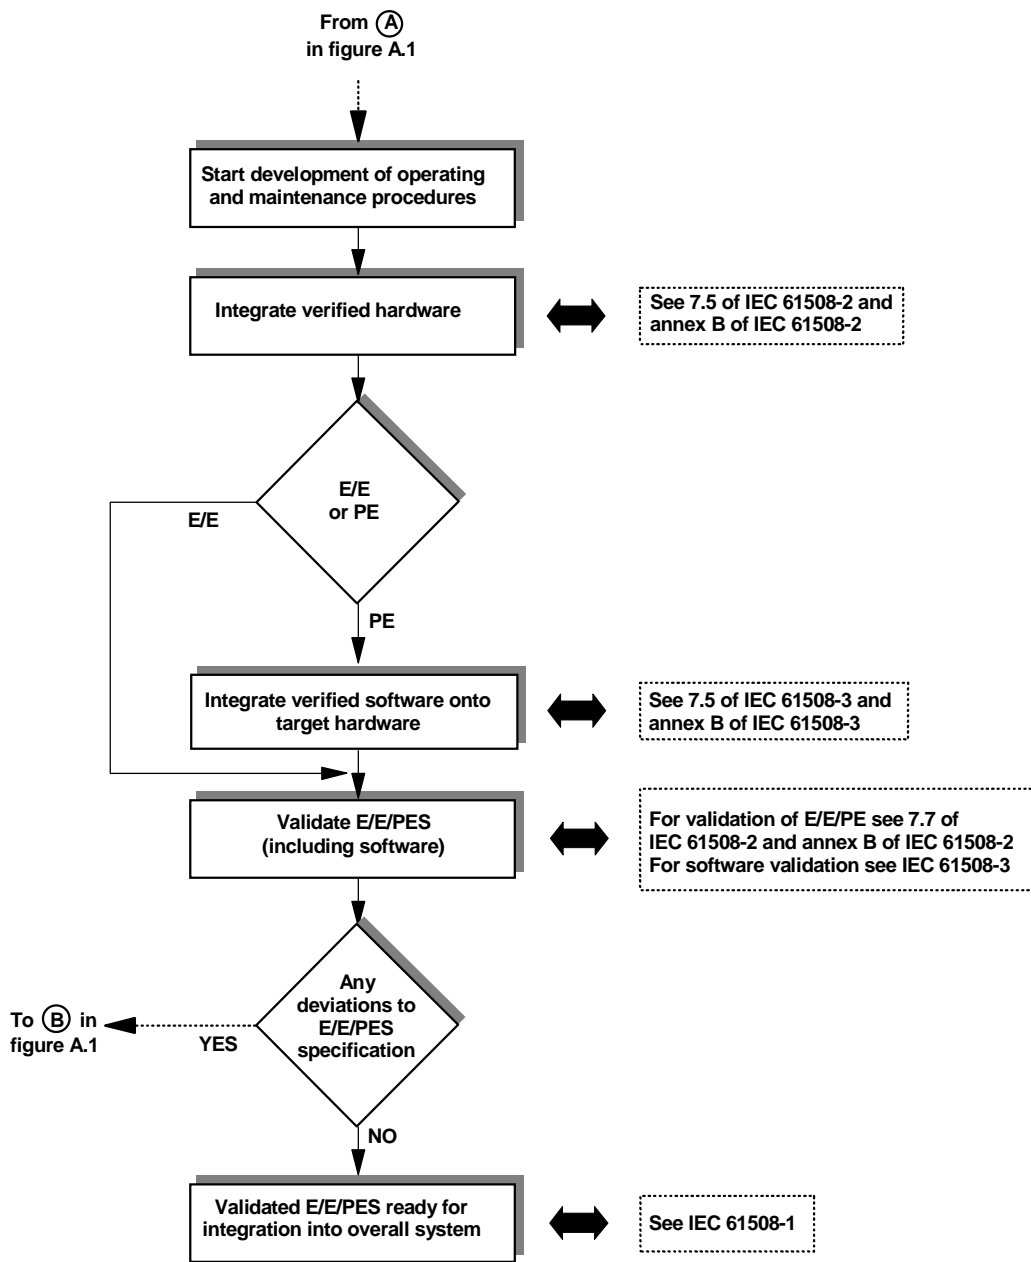 From A
in figure A.1
Start development of operating
and maintenance procedures
Integrate verified hardware
See 7.5 of IEC 61508-2 and
annex B of IEC 61508-2
E/E
or PE
E/E
PE
Integrate verified software onto
target hardware
See 7.5 of IEC 61508-3 and
annex B of IEC 61508-3
Validate E/E/PES
(including software)
For validation of E/E/PE see 7.7 of
IEC 61508-2 and annex B of IEC 61508-2
For software validation see IEC 61508-3
Any
deviations to
E/E/PES
specification
To B in
figure A.1
YES
NO
Validated E/E/PES ready for
integration into overall system
See IEC 61508-1